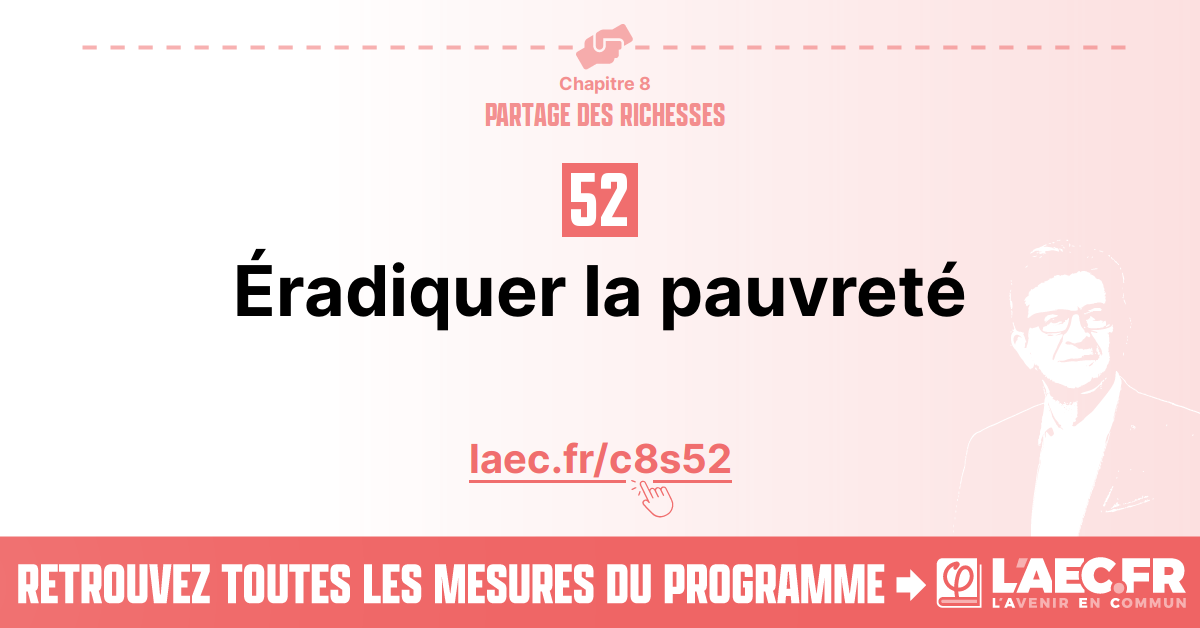 Chapitre 8
PARTAGE DES RICHESSES
52
Éradiquer la pauvreté
laec.fr/c8s52
RETROUVEZ TOUTES LES MESURES DU PROGRAMME
L'AEC.FR
L'AVENIR EN COMMUN